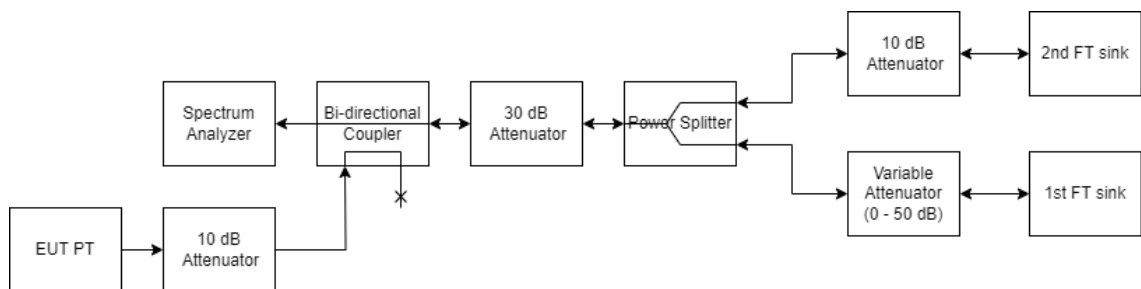 10 dB
Attenuator
2nd FT sink
Spectrum
Analyzer
Bi-directional
Coupler
30 dB
Attenuator
Power Splitter
Variable
Attenuator
(0 - 50 dB)
1st FT sink
EUT PT
10 dB
Attenuator